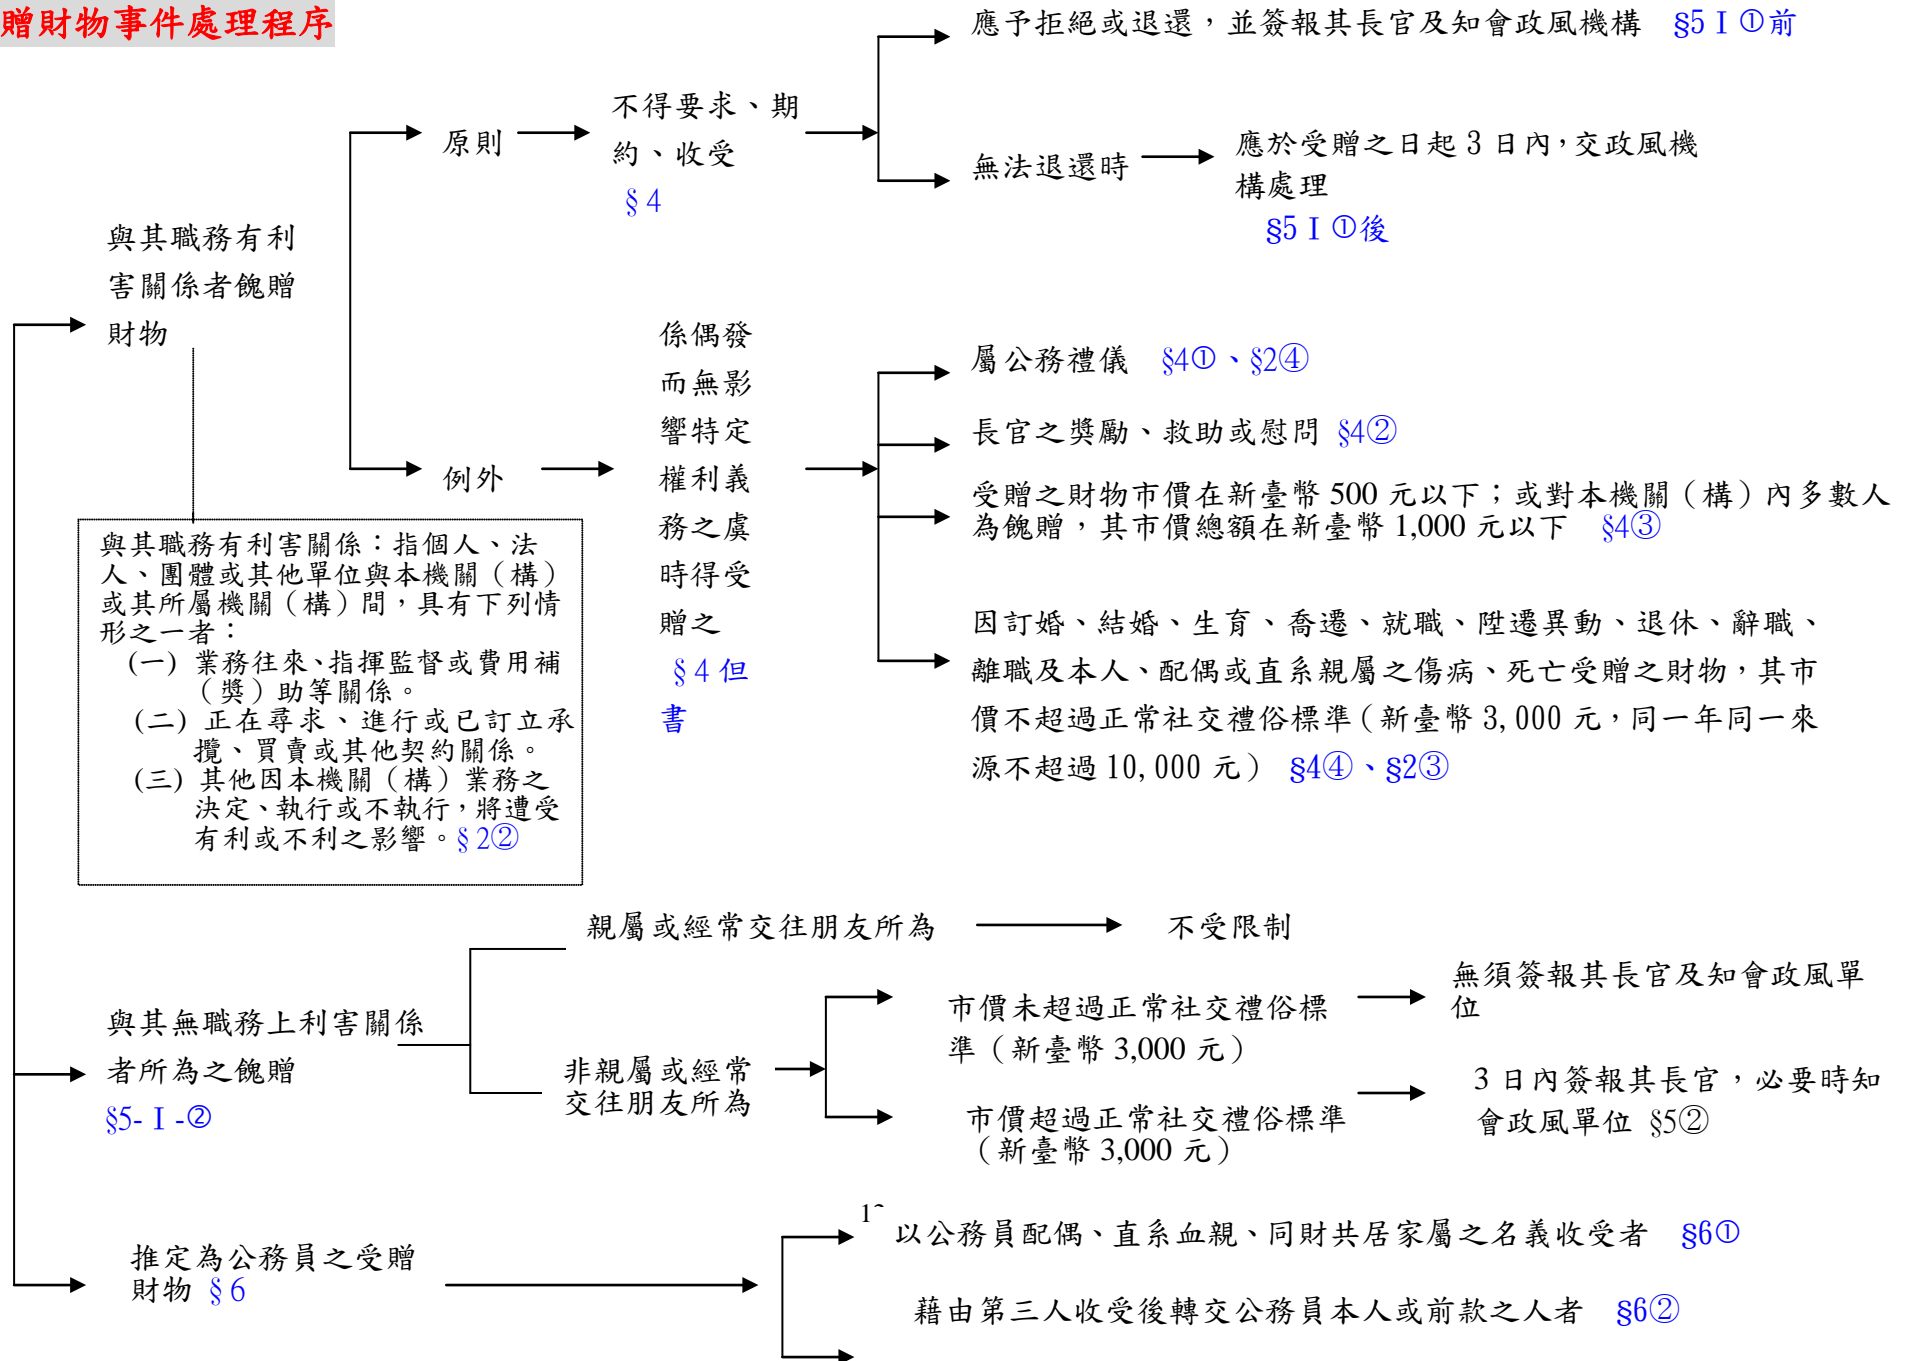 贈財物事件處理程序
應予拒絕或退還，並簽報其長官及知會政風機構 §5 I ①前
原則
不得要求、期
約、收受
§4
無法退還時
應於受贈之日起 3 日內，交政風機
構處理
§5 I ①後
與其職務有利
害關係者餽贈
財物
例外
係偶發
而無影
響特定
權利義
務之虞
時得受
贈之
§4 但
書
屬公務禮儀 §4①、§2④
長官之獎勵、救助或慰問 §4②
受贈之財物市價在新臺幣 500 元以下；或對本機關（構）內多數人
為餽贈，其市價總額在新臺幣 1,000 元以下 §4③
因訂婚、結婚、生育、喬遷、就職、陞遷異動、退休、辭職、
離職及本人、配偶或直系親屬之傷病、死亡受贈之財物，其市
價不超過正常社交禮俗標準（新臺幣 3,000 元，同一年同一來
源不超過 10,000 元） §4④、§2③
與其職務有利害關係：指個人、法
人、團體或其他單位與本機關（構）
或其所屬機關（構）間，具有下列情
形之一者：
(一) 業務往來、指揮監督或費用補
（獎）助等關係。
(二) 正在尋求、進行或已訂立承
攬、買賣或其他契約關係。
(三) 其他因本機關（構）業務之
決定、執行或不執行，將遭受
有利或不利之影響。§2②
與其無職務上利害關係
者所為之餽贈
§5- I -②
親屬或經常交往朋友所為
不受限制
非親屬或經常
交往朋友所為
市價未超過正常社交禮俗標
準（新臺幣 3,000 元）
無須簽報其長官及知會政風單
位
市價超過正常社交禮俗標準
（新臺幣 3,000 元）
3 日內簽報其長官，必要時知
會政風單位 §5②
推定為公務員之受贈
財物 §6
以公務員配偶、直系血親、同財共居家屬之名義收受者 §6①
藉由第三人收受後轉交公務員本人或前款之人者 §6②